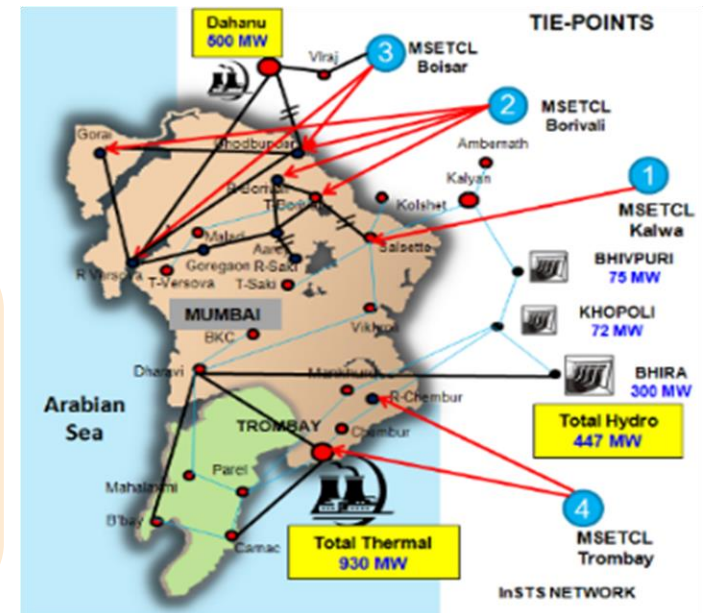 TIE-POINTS
Dahanu
500 MW
Viraj
3
MSETCL
Boisar
2
MSETCL
Borivali
Gorai
Ghodbunder
Ambernath
Kalyan
1
MSETCL
Kalwa
Kolshet
Salsette
Malad
Aarey
Goregaon
R-Saki
R Versova
T-Versova
T-Saki
BHIVPURI
75 MW
MUMBAI
BKC
Vikhroli
KHOPOLI
72 MW
Dharavi
BHIRA
300 MW
R-Chembur
Arabian
Sea
TROMBAY
Chembur
Total Hydro
447 MW
Parel
Mahalaxmi
B'bay
Carnac
4
MSETCL
Trombay
Total Thermal
930 MW
InSTS NETWORK